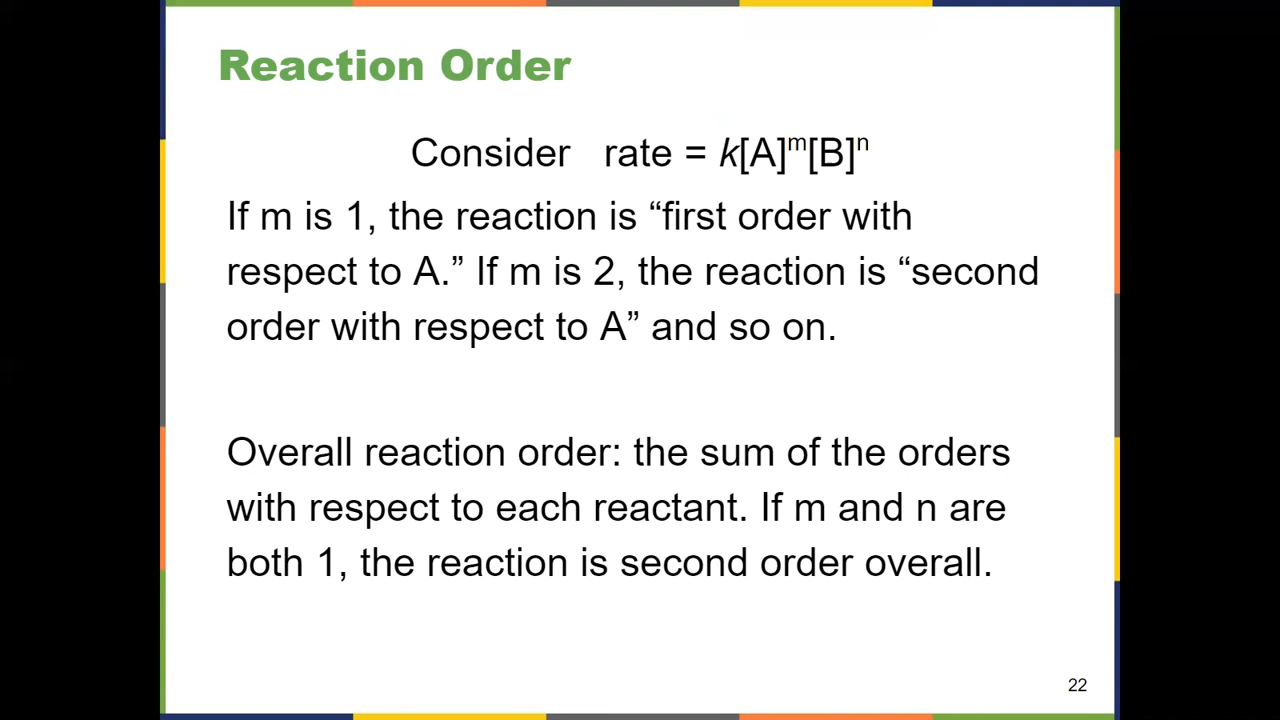 Reaction Order
Consider rate = k[A]ᵐ[B]ⁿ
If m is 1, the reaction is “first order with
respect to A.” If m is 2, the reaction is “second
order with respect to A” and so on.
Overall reaction order: the sum of the orders
with respect to each reactant. If m and n are
both 1, the reaction is second order overall.
22